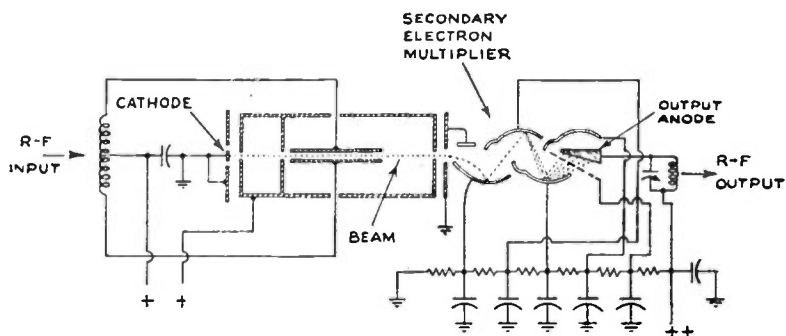 SECONDARY
ELECTRON
MULTIPLIER
CATHODE
OUTPUT
ANODE
R-F
INPUT
R-F
OUTPUT
BEAM
+ +
++